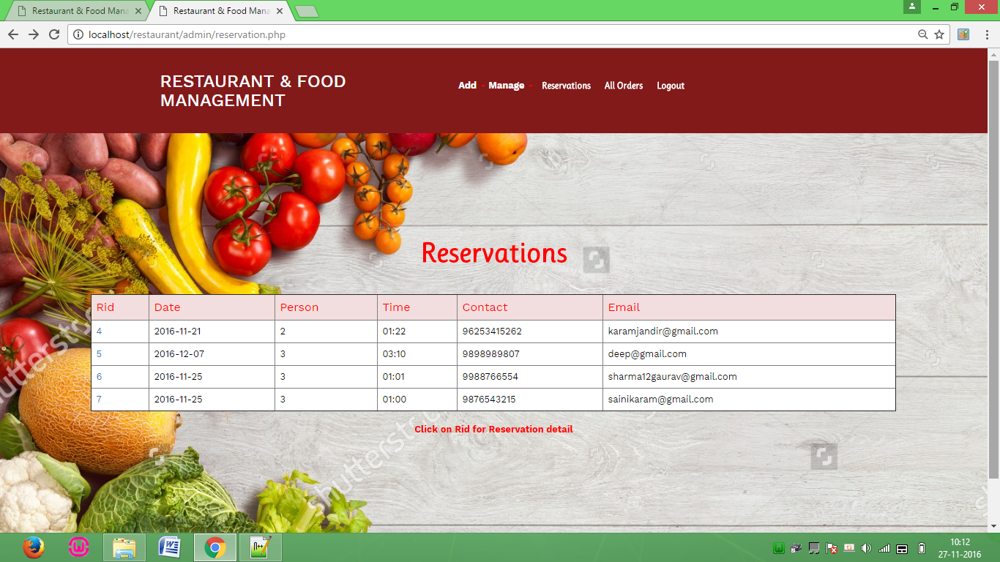 Restaurant & Food Mana
Restaurant & Food Mana
localhost/restaurant/admin/reservation.php
RESTAURANT & FOOD
MANAGEMENT
Add Manage Reservations All Orders Logout
Reservations
Rid Date Person Time Contact Email
4 2016-11-21 2 01:22 96253415262 karamjandir@gmail.com
5 2016-12-07 3 03:10 9898989807 deep@gmail.com
6 2016-11-25 3 01:01 9988766554 sharma12gaurav@gmail.com
7 2016-11-25 3 01:00 9876543215 sainikaram@gmail.com
Click on Rid for Reservation detail
10:12
27-11-2016